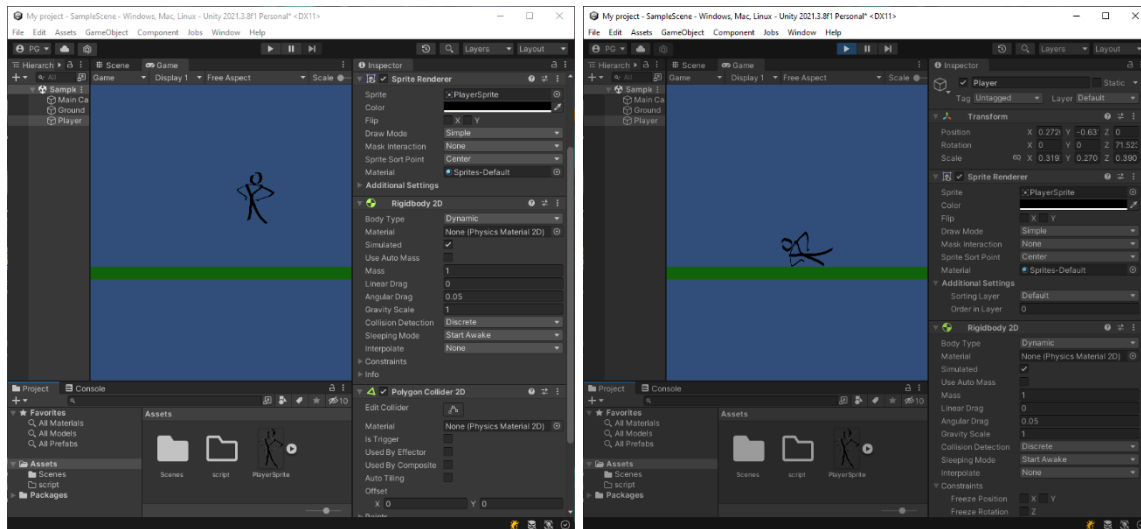 My project - SampleScene - Windows, Mac, Linux - Unity 2021.3.8f1 Personal* <DX11>
File Edit Assets GameObject Component Jobs Window Help
PG Layers Layout
Hierarch Scene Game Inspector
All Game Display 1 Free Aspect Scale Sprite Renderer
Sampl
Main Ca
Ground
Player
Sprite PlayerSprite
Color
Flip X Y
Draw Mode Simple
Mask Interaction None
Sprite Sort Point Center
Material Sprites-Default
Additional Settings
Rigidbody 2D
Body Type Dynamic
Material None (Physics Material 2D)
Simulated
Use Auto Mass
Mass 1
Linear Drag 0
Angular Drag 0.05
Gravity Scale 1
Collision Detection Discrete
Sleeping Mode Start Awake
Interpolate None
Constraints
Info
Polygon Collider 2D
Edit Collider
Material None (Physics Material 2D)
Is Trigger
Used By Effector
Used By Composite
Auto Tiling
Offset
X 0 Y 0
Points
Project Console
10
Favorites
All Materials
All Models
All Prefabs
Assets
Scenes
script
Packages
Assets
Scenes script PlayerSprite
My project - SampleScene - Windows, Mac, Linux - Unity 2021.3.8f1 Personal* <DX11>
File Edit Assets GameObject Component Jobs Window Help
PG Layers Layout
Hierarch Scene Game Inspector
All Game Display 1 Free Aspect Scale
Sampl
Main Ca
Ground
Player
Player Static
Tag Untagged Layer Default
Transform
Position X 0.272 Y -0.63 Z 0
Rotation X 0 Y 0 Z 71.52
Scale X 0.319 Y 0.270 Z 0.390
Sprite Renderer
Sprite PlayerSprite
Color
Flip X Y
Draw Mode Simple
Mask Interaction None
Sprite Sort Point Center
Material Sprites-Default
Additional Settings
Sorting Layer Default
Order in Layer 0
Rigidbody 2D
Body Type Dynamic
Material None (Physics Material 2D)
Simulated
Use Auto Mass
Mass 1
Linear Drag 0
Angular Drag 0.05
Gravity Scale 1
Collision Detection Discrete
Sleeping Mode Start Awake
Interpolate None
Constraints
Freeze Position X Y
Freeze Rotation Z
Project Console
10
Favorites
All Materials
All Models
All Prefabs
Assets
Scenes
script
Packages
Assets
Scenes script PlayerSprite